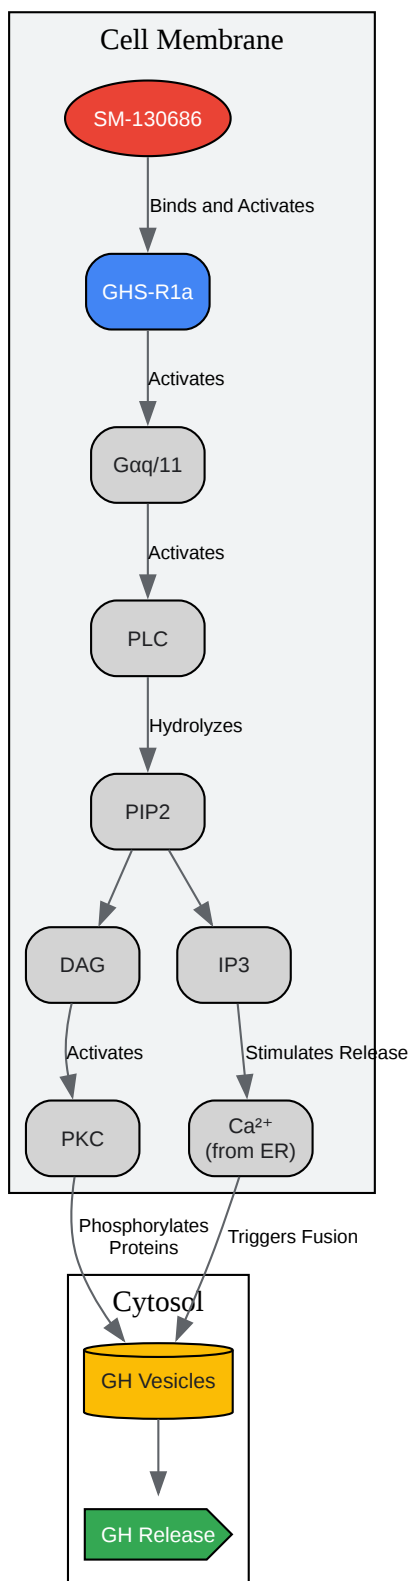 Cell Membrane
SM-130686
Binds and Activates
GHS-R1a
Activates
Gαq/11
Activates
PLC
Hydrolyzes
PIP2
DAG
IP3
Activates
Stimulates Release
PKC
Ca²⁺
(from ER)
Phosphorylates
Proteins
Triggers Fusion
Cytosol
GH Vesicles
GH Release